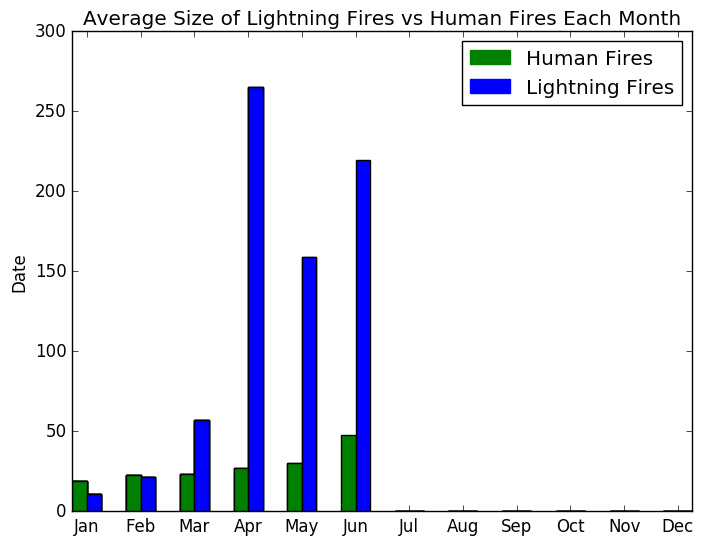 Average Size of Lightning Fires vs Human Fires Each Month
Human Fires
Lightning Fires
Date
300
250
200
150
100
50
0
Jan Feb Mar Apr May Jun Jul Aug Sep Oct Nov Dec